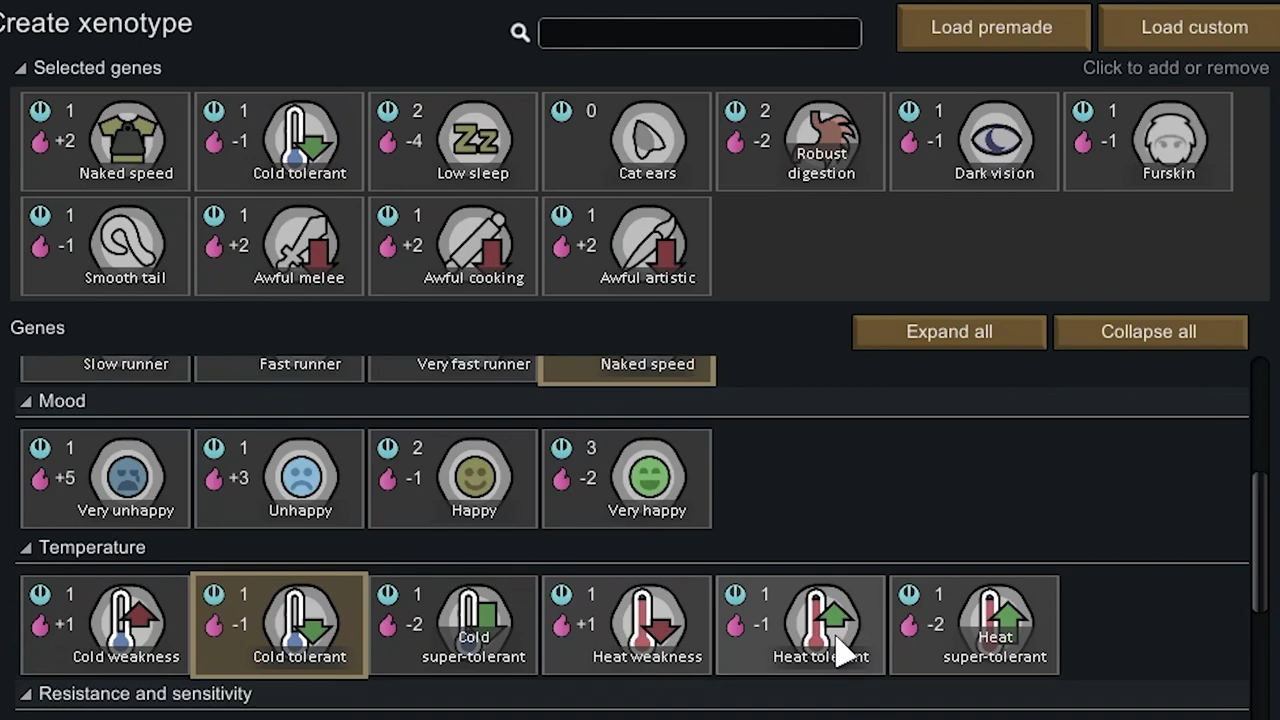 Create xenotype
Load premade
Load custom
Selected genes
Click to add or remove
1 1 2 0 2 1 1
+2 -1 -4 -2 -1 -1
Naked speed Cold tolerant Low sleep Cat ears Robust digestion Dark vision Furskin
1 1 1 1
-1 +2 +2 +2
Smooth tail Awful melee Awful cooking Awful artistic
Genes
Expand all
Collapse all
Slow runner Fast runner Very fast runner Naked speed
Mood
1 1 2 3
+5 +3 -1 -2
Very unhappy Unhappy Happy Very happy
Temperature
1 1 1 1 1 1
+1 -1 -2 +1 -1 -2
Cold weakness Cold tolerant Cold super-tolerant Heat weakness Heat tolerant Heat super-tolerant
Resistance and sensitivity